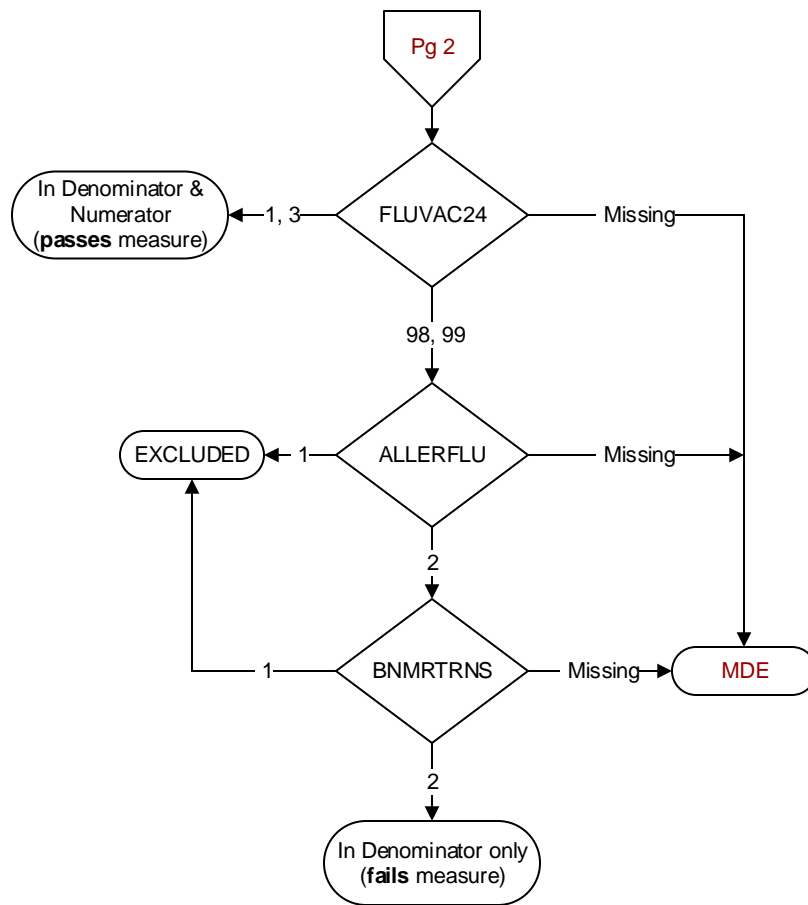 Pg 2
In Denominator &
Numerator
(passes measure)
1, 3
FLUVAC24
Missing
98, 99
EXCLUDED
1
ALLERFLU
Missing
2
1
BNMRTRNS
Missing
MDE
2
In Denominator only
(fails measure)